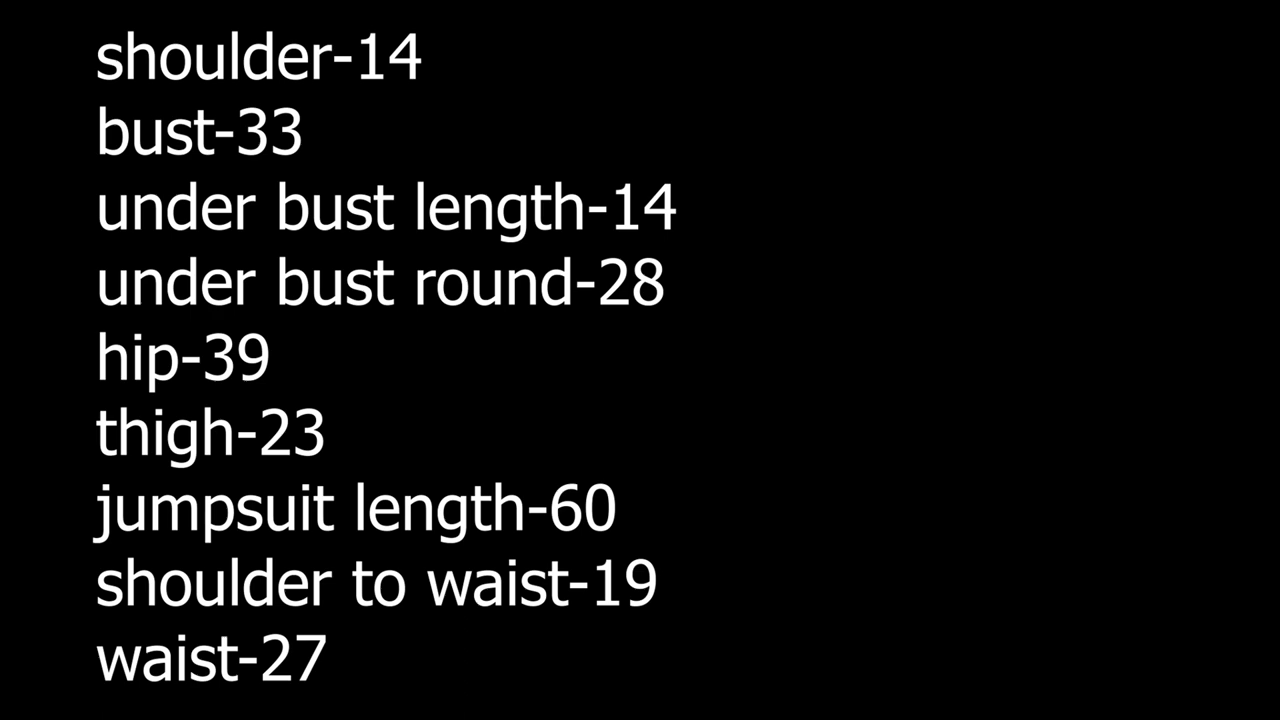 shoulder-14
bust-33
under bust length-14
under bust round-28
hip-39
thigh-23
jumpsuit length-60
shoulder to waist-19
waist-27